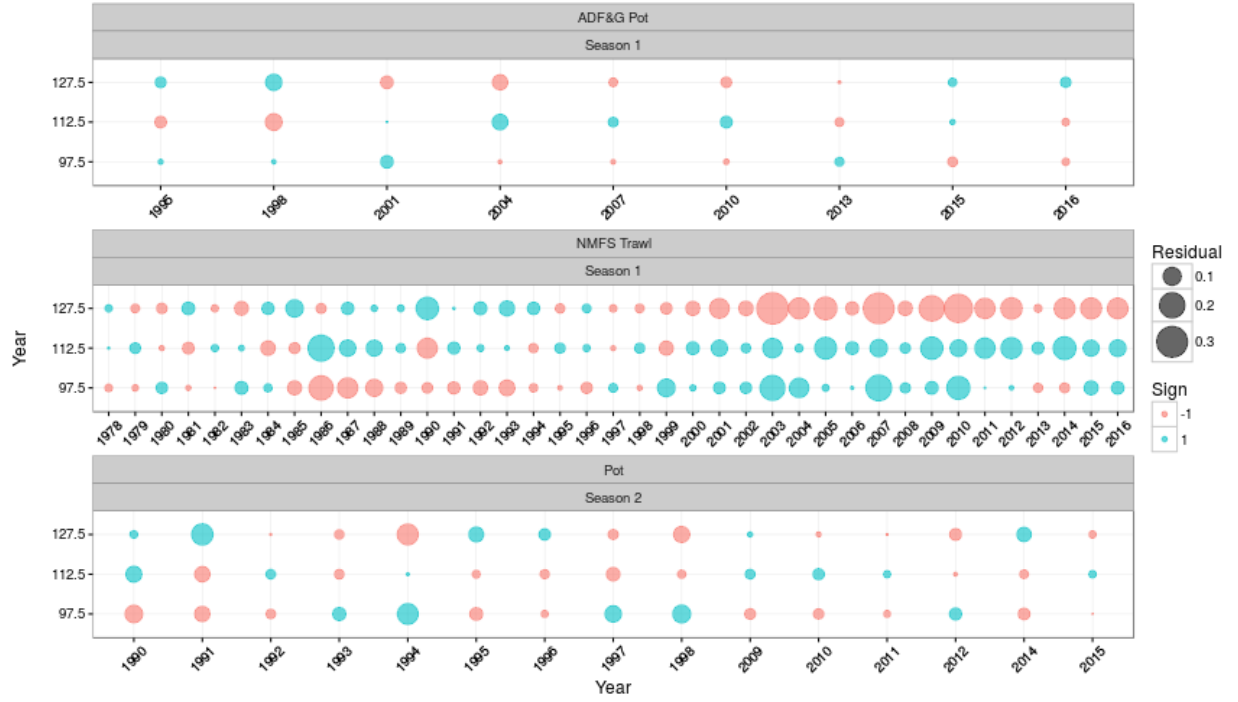 ADF&G Pot
Season 1
127.5
112.5
97.5
1995 1998 2001 2004 2007 2010 2013 2015 2016
NMFS Trawl
Season 1
127.5
112.5
97.5
1978 1979 1980 1981 1982 1983 1984 1985 1986 1987 1988 1989 1990 1991 1992 1993 1994 1995 1996 1997 1998 1999 2000 2001 2002 2003 2004 2005 2006 2007 2008 2009 2010 2011 2012 2013 2014 2015 2016
Pot
Season 2
127.5
112.5
97.5
1990 1991 1992 1993 1994 1995 1996 1997 1998 2009 2010 2011 2012 2014 2015
Year
Year
Residual
0.1
0.2
0.3
Sign
-1
1